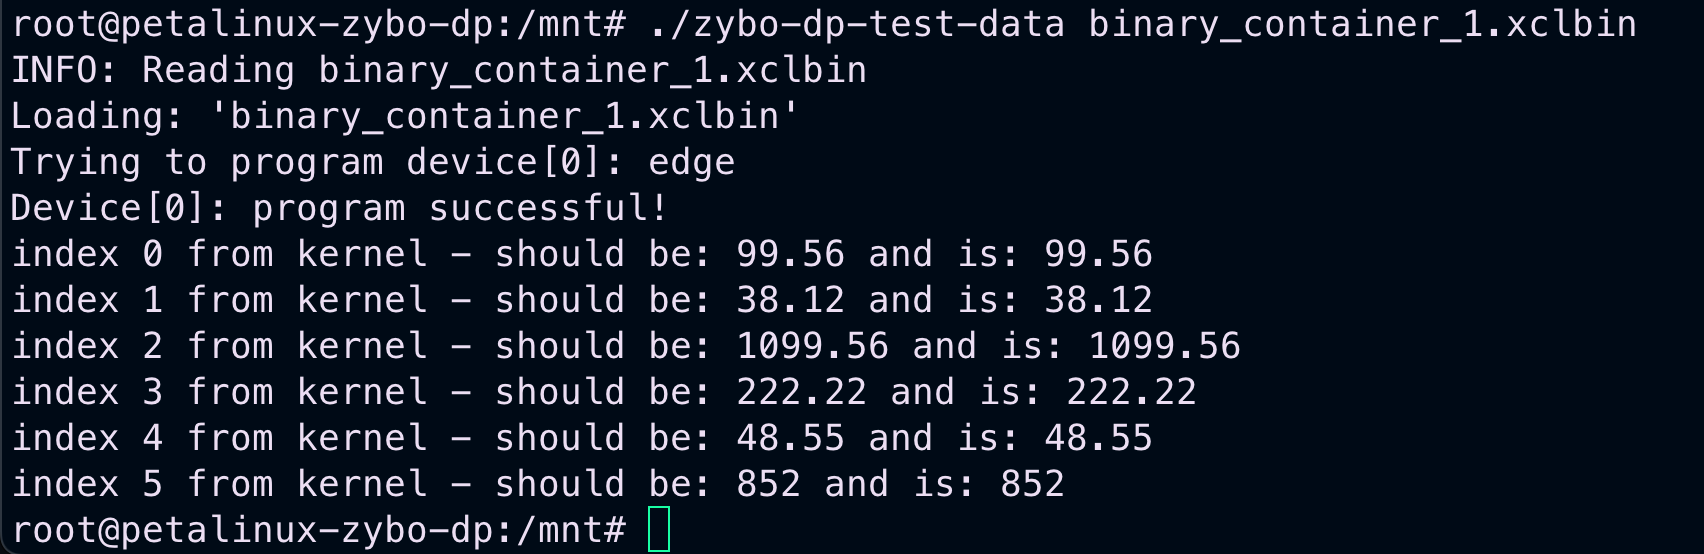 root@petalinux-zybo-dp:/mnt# ./zybo-dp-test-data binary_container_1.xclbin
INFO: Reading binary_container_1.xclbin
Loading: 'binary_container_1.xclbin'
Trying to program device[0]: edge
Device[0]: program successful!
index 0 from kernel - should be: 99.56 and is: 99.56
index 1 from kernel - should be: 38.12 and is: 38.12
index 2 from kernel - should be: 1099.56 and is: 1099.56
index 3 from kernel - should be: 222.22 and is: 222.22
index 4 from kernel - should be: 48.55 and is: 48.55
index 5 from kernel - should be: 852 and is: 852
root@petalinux-zybo-dp:/mnt#